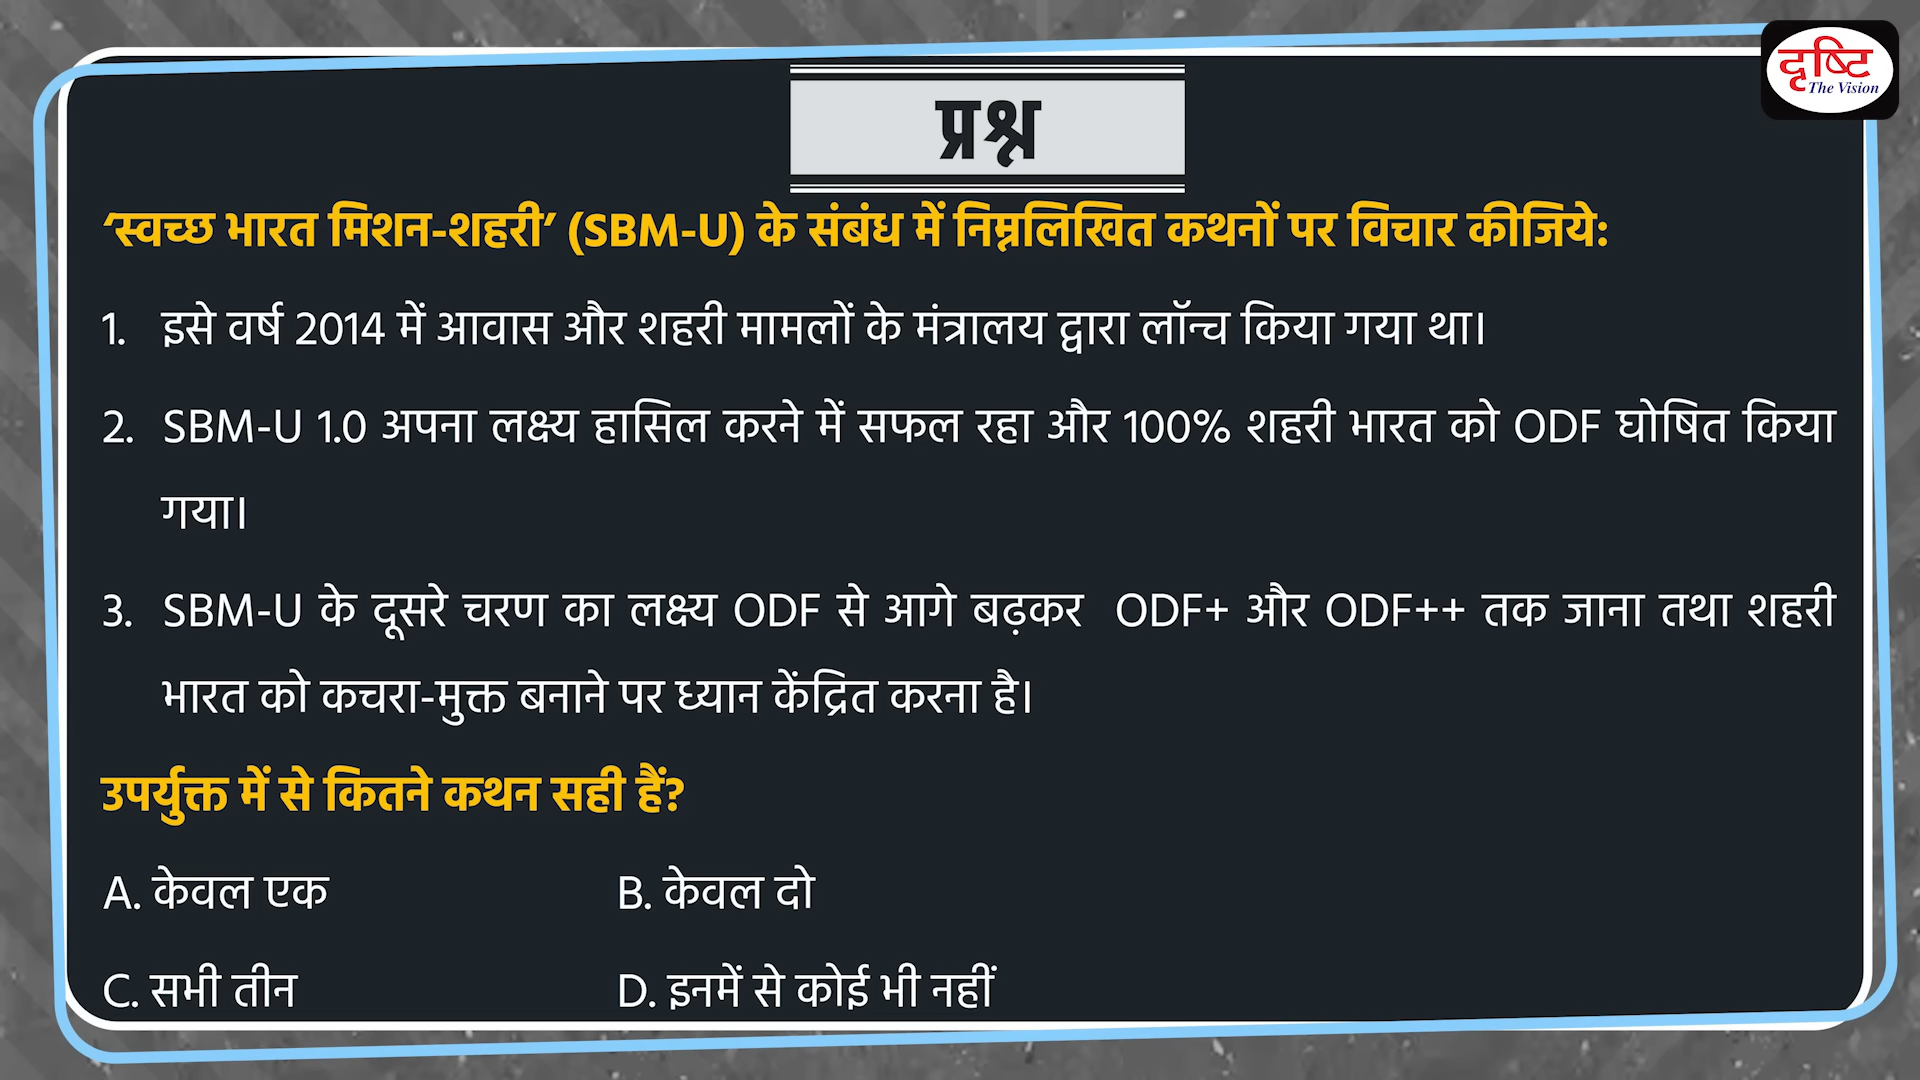 दृष्टि
The Vision
प्रश्न
‘स्वच्छ भारत मिशन-शहरी’ (SBM-U) के संबंध में निम्नलिखित कथनों पर विचार कीजिये:
1. इसे वर्ष 2014 में आवास और शहरी मामलों के मंत्रालय द्वारा लॉन्च किया गया था।
2. SBM-U 1.0 अपना लक्ष्य हासिल करने में सफल रहा और 100% शहरी भारत को ODF घोषित किया
गया।
3. SBM-U के दूसरे चरण का लक्ष्य ODF से आगे बढ़कर ODF+ और ODF++ तक जाना तथा शहरी
भारत को कचरा-मुक्त बनाने पर ध्यान केंद्रित करना है।
उपर्युक्त में से कितने कथन सही हैं?
A. केवल एक B. केवल दो
C. सभी तीन D. इनमें से कोई भी नहीं